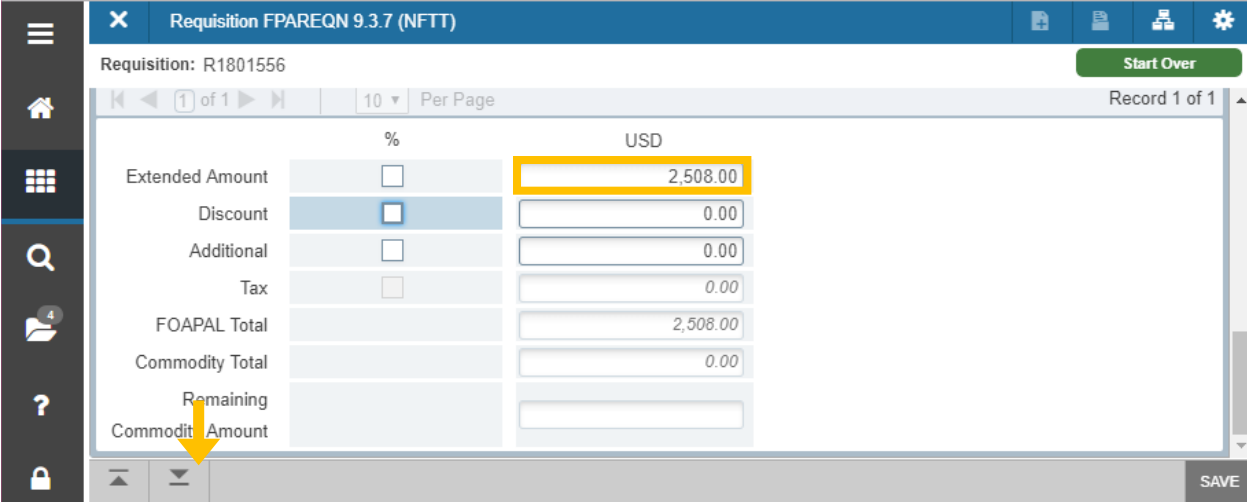 Requisition FPAREQN 9.3.7 (NFTT)
Requisition: R1801556
Start Over
1 of 1
10 Per Page
Record 1 of 1
% USD
Extended Amount 2,508.00
Discount 0.00
Additional 0.00
Tax 0.00
FOAPAL Total 2,508.00
4
Commodity Total 0.00
Remaining
Commodity Amount
?
SAVE